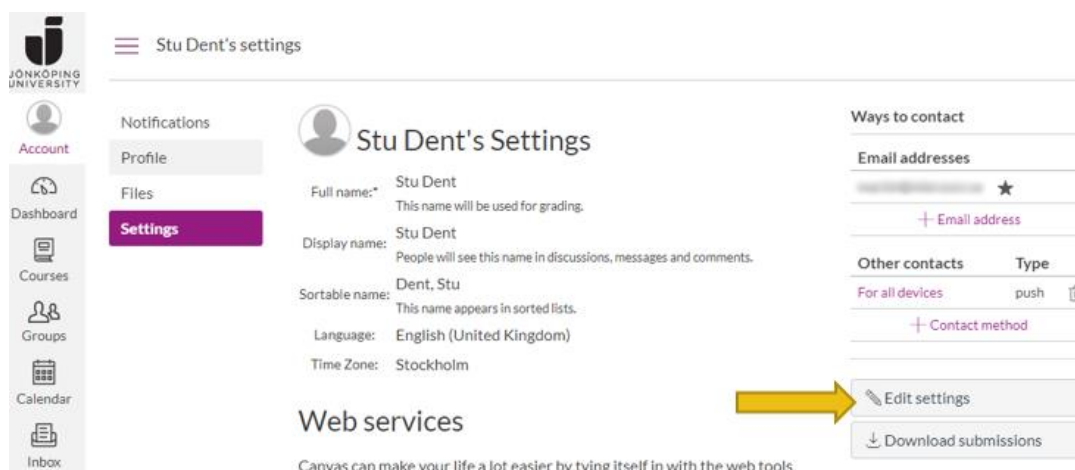 JÖNKÖPING
UNIVERSITY
Account
Dashboard
Courses
Groups
Calendar
Inbox
Stu Dent's settings
Notifications
Profile
Files
Settings
Stu Dent's Settings
Full name:* Stu Dent
This name will be used for grading.
Display name: Stu Dent
People will see this name in discussions, messages and comments.
Sortable name: Dent, Stu
This name appears in sorted lists.
Language: English (United Kingdom)
Time Zone: Stockholm
Web services
Canvas can make your life a lot easier by tying itself in with the web tools
Ways to contact
Email addresses
+ Email address
Other contacts Type
For all devices push
+ Contact method
Edit settings
Download submissions